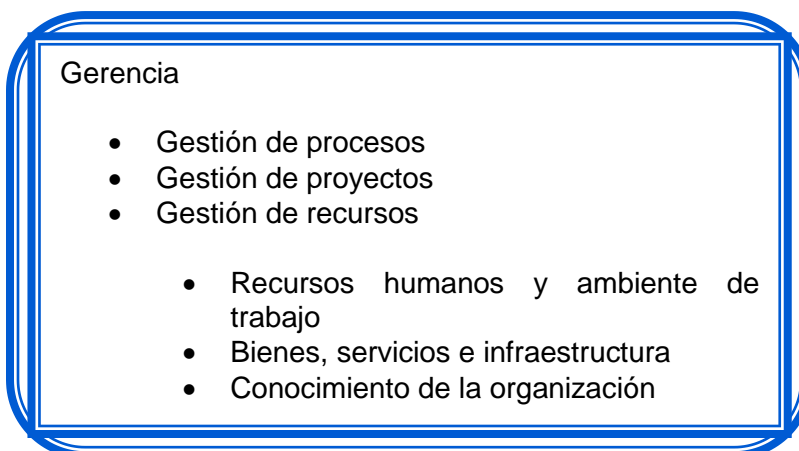 Gerencia
• Gestión de procesos
• Gestión de proyectos
• Gestión de recursos
• Recursos humanos y ambiente de
trabajo
• Bienes, servicios e infraestructura
• Conocimiento de la organización